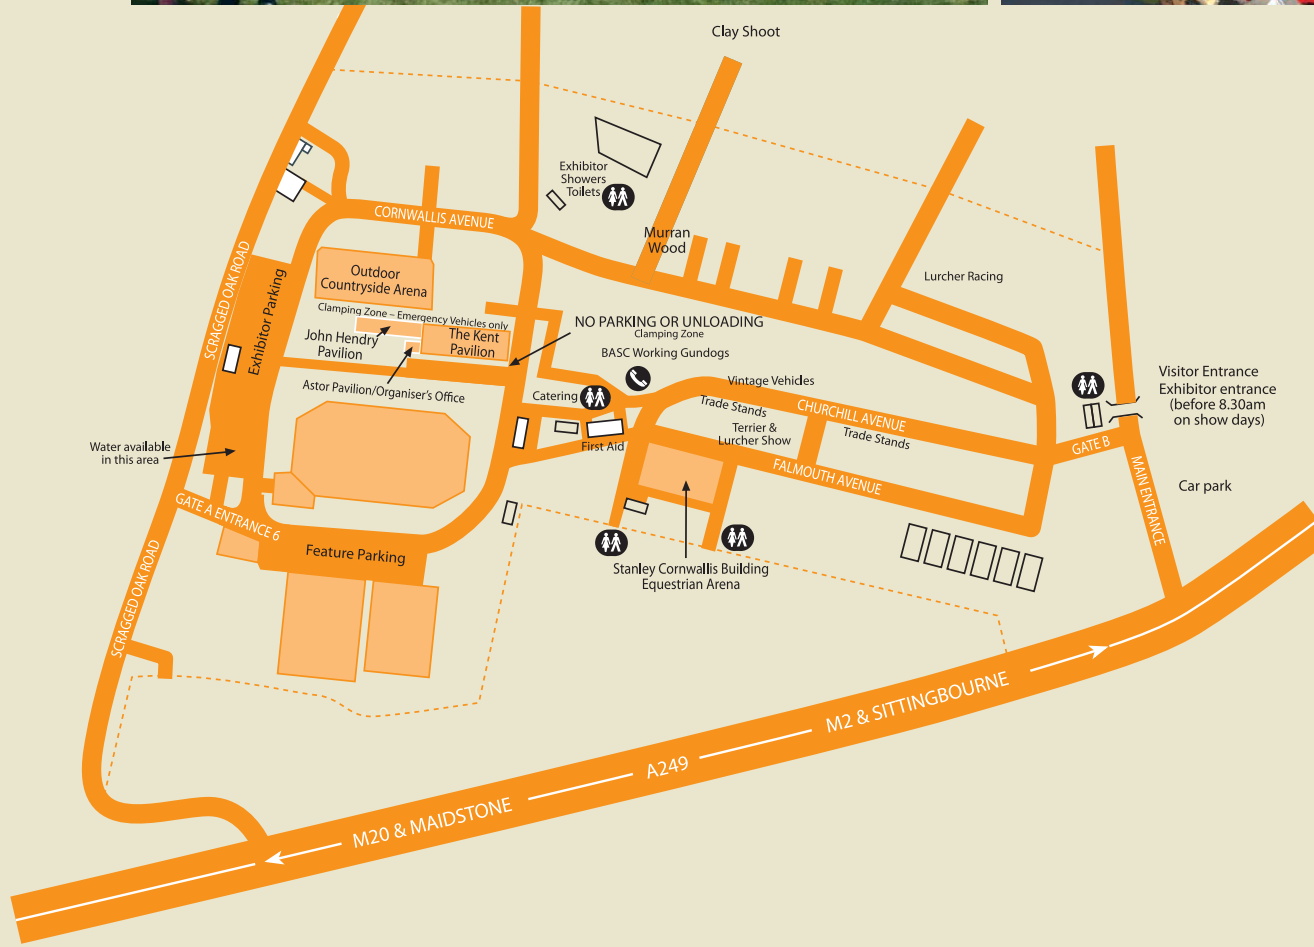 Clay Shoot
Exhibitor
Showers
Toilets
CORNWALLIS AVENUE
Murran
Wood
SCRAGGED OAK ROAD
Exhibitor Parking
Outdoor
Countryside Arena
Lurcher Racing
Clamping Zone – Emergency Vehicles only
NO PARKING OR UNLOADING
Clamping Zone
John Hendry
Pavilion
The Kent
Pavilion
BASC Working Gundogs
Astor Pavilion/Organiser's Office
Catering
Vintage Vehicles
Visitor Entrance
Exhibitor entrance
(before 8.30am
on show days)
Trade Stands
CHURCHILL AVENUE
Terrier &
Lurcher Show
Trade Stands
First Aid
Water available
in this area
FALMOUTH AVENUE
GATE B
MAIN ENTRANCE
Car park
GATE A ENTRANCE 6
Feature Parking
SCRAGGED OAK ROAD
Stanley Cornwallis Building
Equestrian Arena
M2 & SITTINGBOURNE
A249
M20 & MAIDSTONE